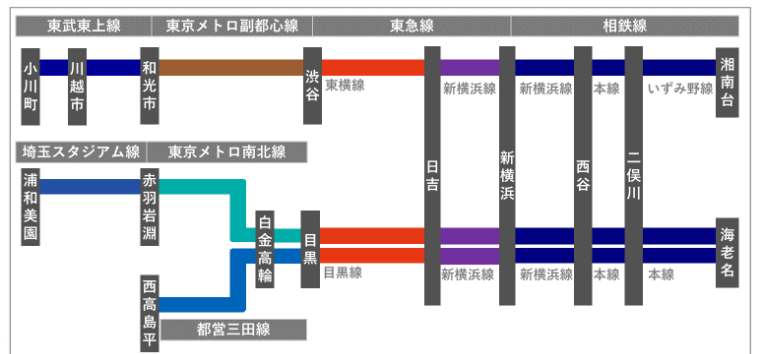 東武東上線 東京メトロ副都心線 東急線 相鉄線
小川町 川越市 和光市 渋谷 湘南台
東横線 新横浜線 新横浜線 本線 いずみ野線
埼玉スタジアム線 東京メトロ南北線
日吉 新横浜 西谷 二俣川
浦和美園 赤羽岩淵 白金高輪 目黒 海老名
目黒線 新横浜線 新横浜線 本線 本線
西高島平
都営三田線